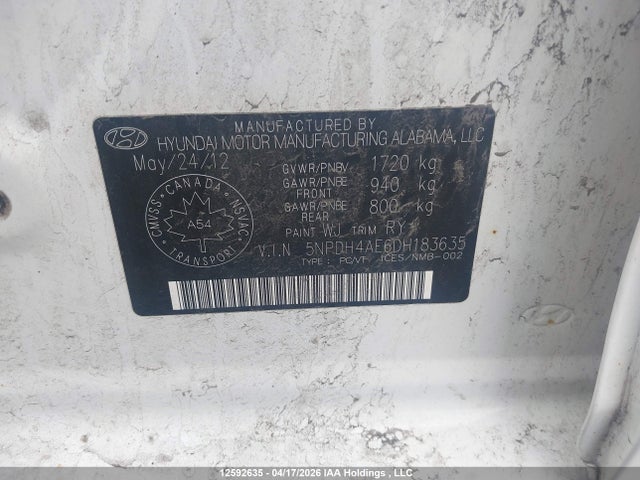 MANUFACTURED BY
HYUNDAI MOTOR MANUFACTURING ALABAMA, LLC
May/24/12
GVWR/PNBV 1720 kg
GAWR/PNBE FRONT 940 kg
GAWR/PNBE REAR 800 kg
PAINT WJ TRIM RY
V.I.N 5NPDH4AE6DH183635
TYPE : PC/VT ICES/NMB-002
CANADA
CMVSS
NSVAC
A54
TRANSPORT
12592635 - 04/17/2026 IAA Holdings , LLC